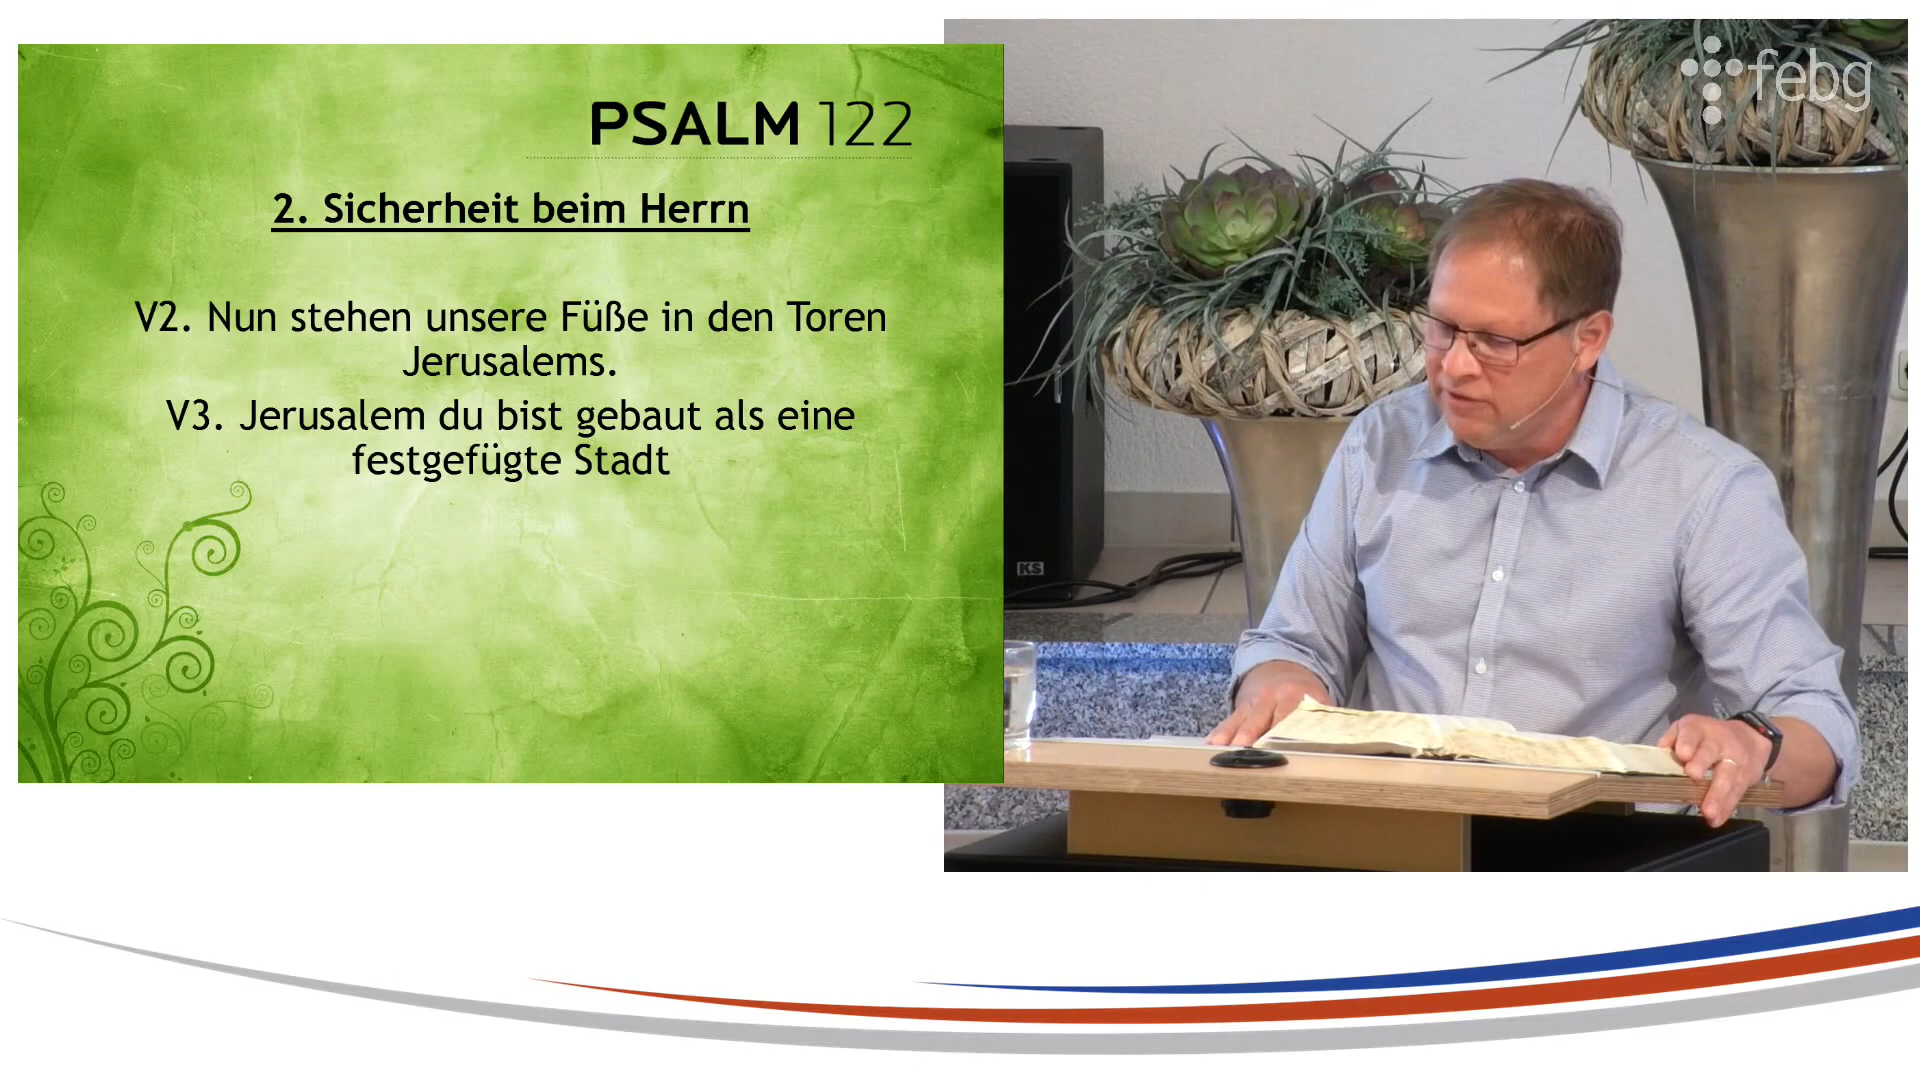 PSALM 122
2. Sicherheit beim Herrn
V2. Nun stehen unsere Füße in den Toren
Jerusalems.
V3. Jerusalem du bist gebaut als eine
festgefügte Stadt
febg
KS